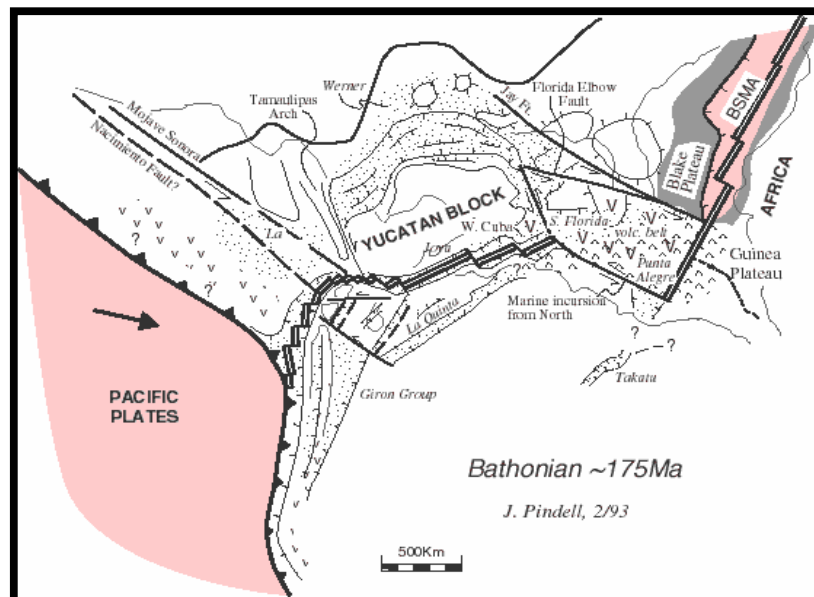 Werner
Tamaulipas
Arch
Jay Ft.
Florida Elbow
Fault
BSMA
Mojave Sonora
Nacimiento Fault?
Blake
Plateau
AFRICA
YUCATAN BLOCK
La
W. Cuba
S. Florida
volc. belt
Punta
Alegre
Guinea
Plateau
?
?
La Quinta
Marine incursion
from North
?
?
Takatu
Giron Group
PACIFIC
PLATES
Bathonian ~175Ma
J. Pindell, 2/93
500Km